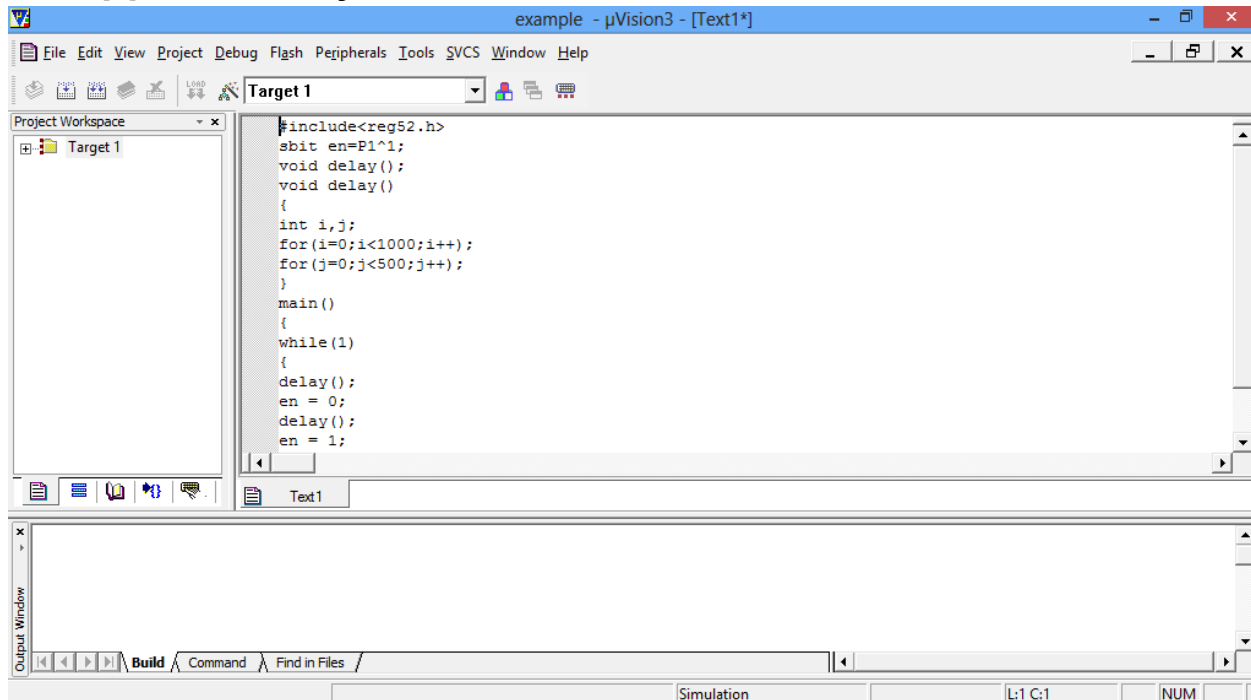 example - µVision3 - [Text1*]
File Edit View Project Debug Flash Peripherals Tools SVCS Window Help
LOAD
Target 1
Project Workspace
Target 1
#include<reg52.h>
sbit en=P1^1;
void delay();
void delay()
{
int i,j;
for(i=0;i<1000;i++);
for(j=0;j<500;j++);
}
main()
{
while(1)
{
delay();
en = 0;
delay();
en = 1;
Text1
Output Window
Build Command Find in Files
Simulation L:1 C:1 NUM